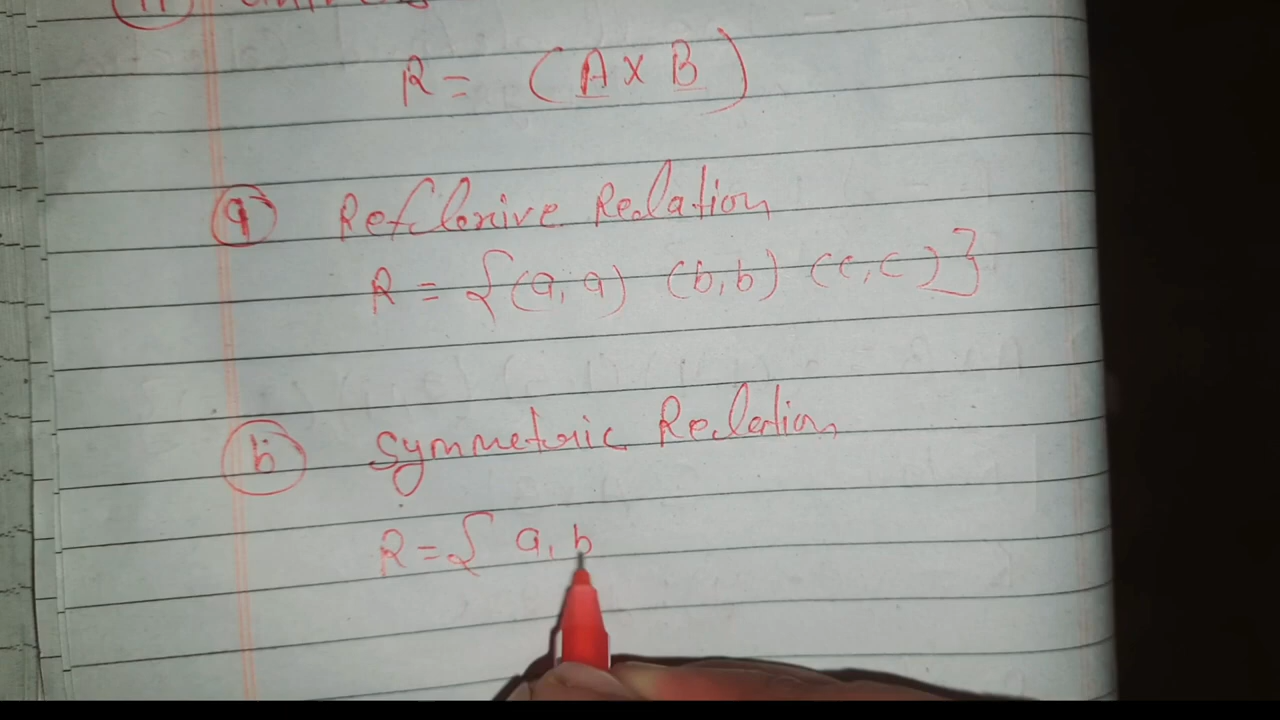 R = (A x B)
a Reflexive Relation
R = {(a, a) (b, b) (c, c)}
b Symmetric Relation
R = { a, b